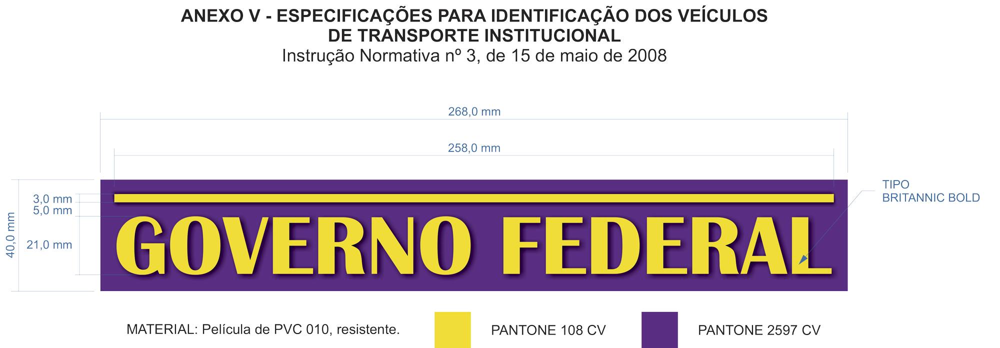 ANEXO V - ESPECIFICAÇÕES PARA IDENTIFICAÇÃO DOS VEÍCULOS
DE TRANSPORTE INSTITUCIONAL
Instrução Normativa nº 3, de 15 de maio de 2008
268,0 mm
258,0 mm
40,0 mm
3,0 mm
5,0 mm
21,0 mm
GOVERNO FEDERAL
TIPO
BRITANNIC BOLD
MATERIAL: Película de PVC 010, resistente.
PANTONE 108 CV
PANTONE 2597 CV